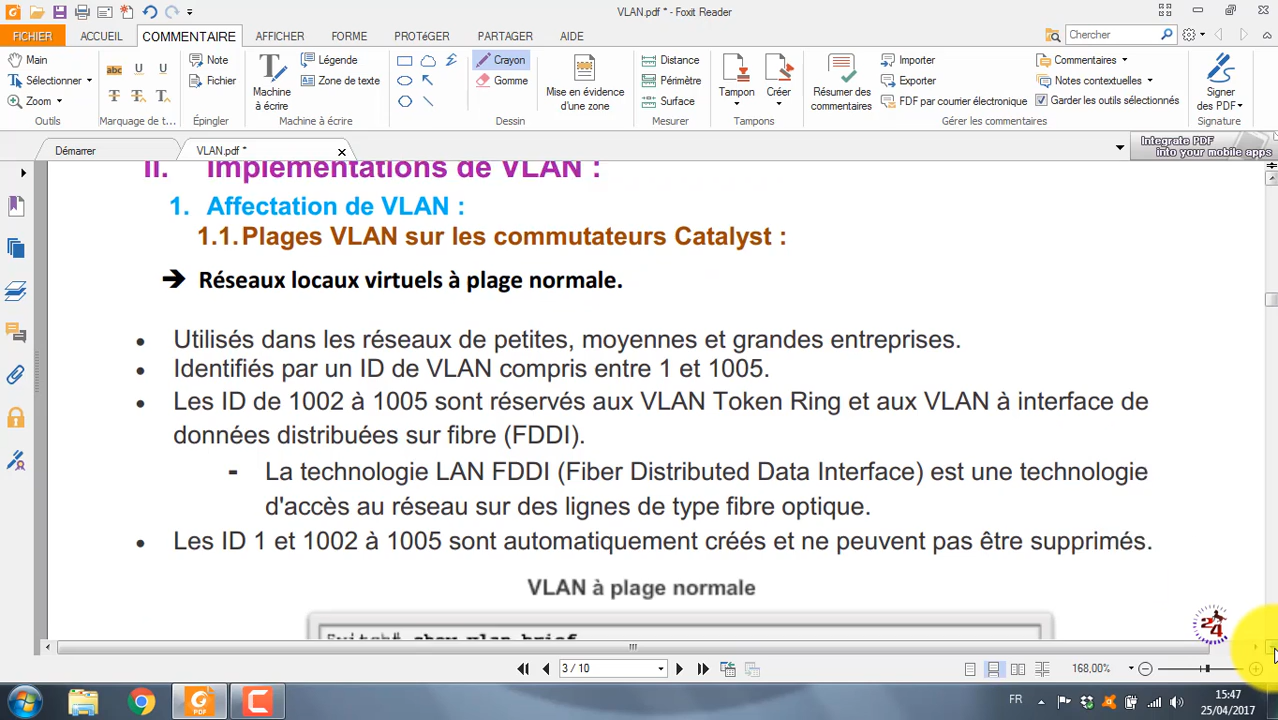 VLAN.pdf * - Foxit Reader
FICHIER ACCUEIL COMMENTAIRE AFFICHER FORME PROTéGER PARTAGER AIDE Chercher
Main Sélectionner Zoom Outils
abc U U T T T Marquage de t...
Note Fichier Épingler
Machine à écrire Légende Zone de texte Machine à écrire
Crayon Gomme Dessin
Mise en évidence d'une zone
Distance Périmètre Surface Mesurer
Tampon Créer Tampons
Résumer des commentaires Importer Exporter FDF par courrier électronique Commentaires Notes contextuelles Garder les outils sélectionnés Gérer les commentaires
Signer des PDF Signature
Démarrer VLAN.pdf * Integrate PDF
into your mobile apps
II. Implémentations de VLAN :
1. Affectation de VLAN :
1.1. Plages VLAN sur les commutateurs Catalyst :
➔ Réseaux locaux virtuels à plage normale.
• Utilisés dans les réseaux de petites, moyennes et grandes entreprises.
• Identifiés par un ID de VLAN compris entre 1 et 1005.
• Les ID de 1002 à 1005 sont réservés aux VLAN Token Ring et aux VLAN à interface de
données distribuées sur fibre (FDDI).
- La technologie LAN FDDI (Fiber Distributed Data Interface) est une technologie
d'accès au réseau sur des lignes de type fibre optique.
• Les ID 1 et 1002 à 1005 sont automatiquement créés et ne peuvent pas être supprimés.
VLAN à plage normale
Switch# show vlan brief
24
3 / 10 168,00%
FR 15:47
25/04/2017